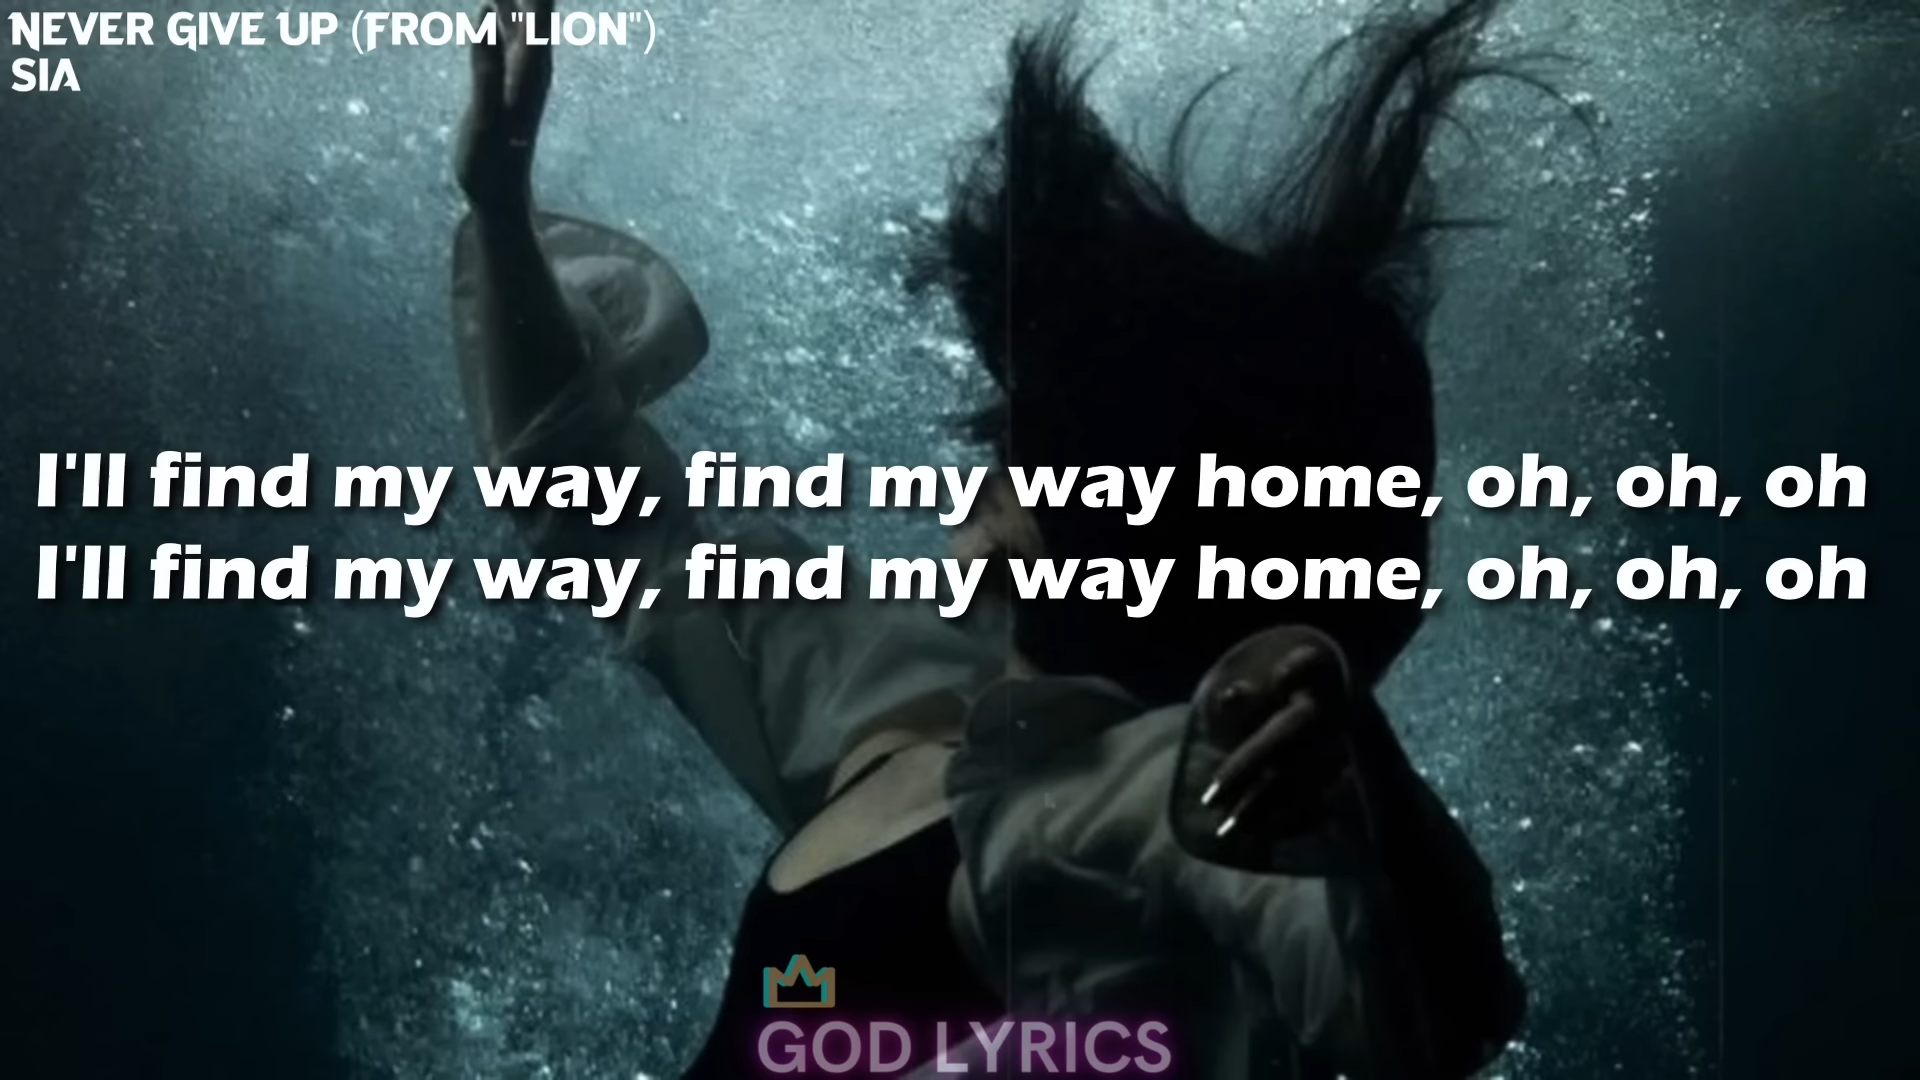 NEVER GIVE UP (FROM "LION")
SIA
I'll find my way, find my way home, oh, oh, oh
I'll find my way, find my way home, oh, oh, oh
GOD LYRICS